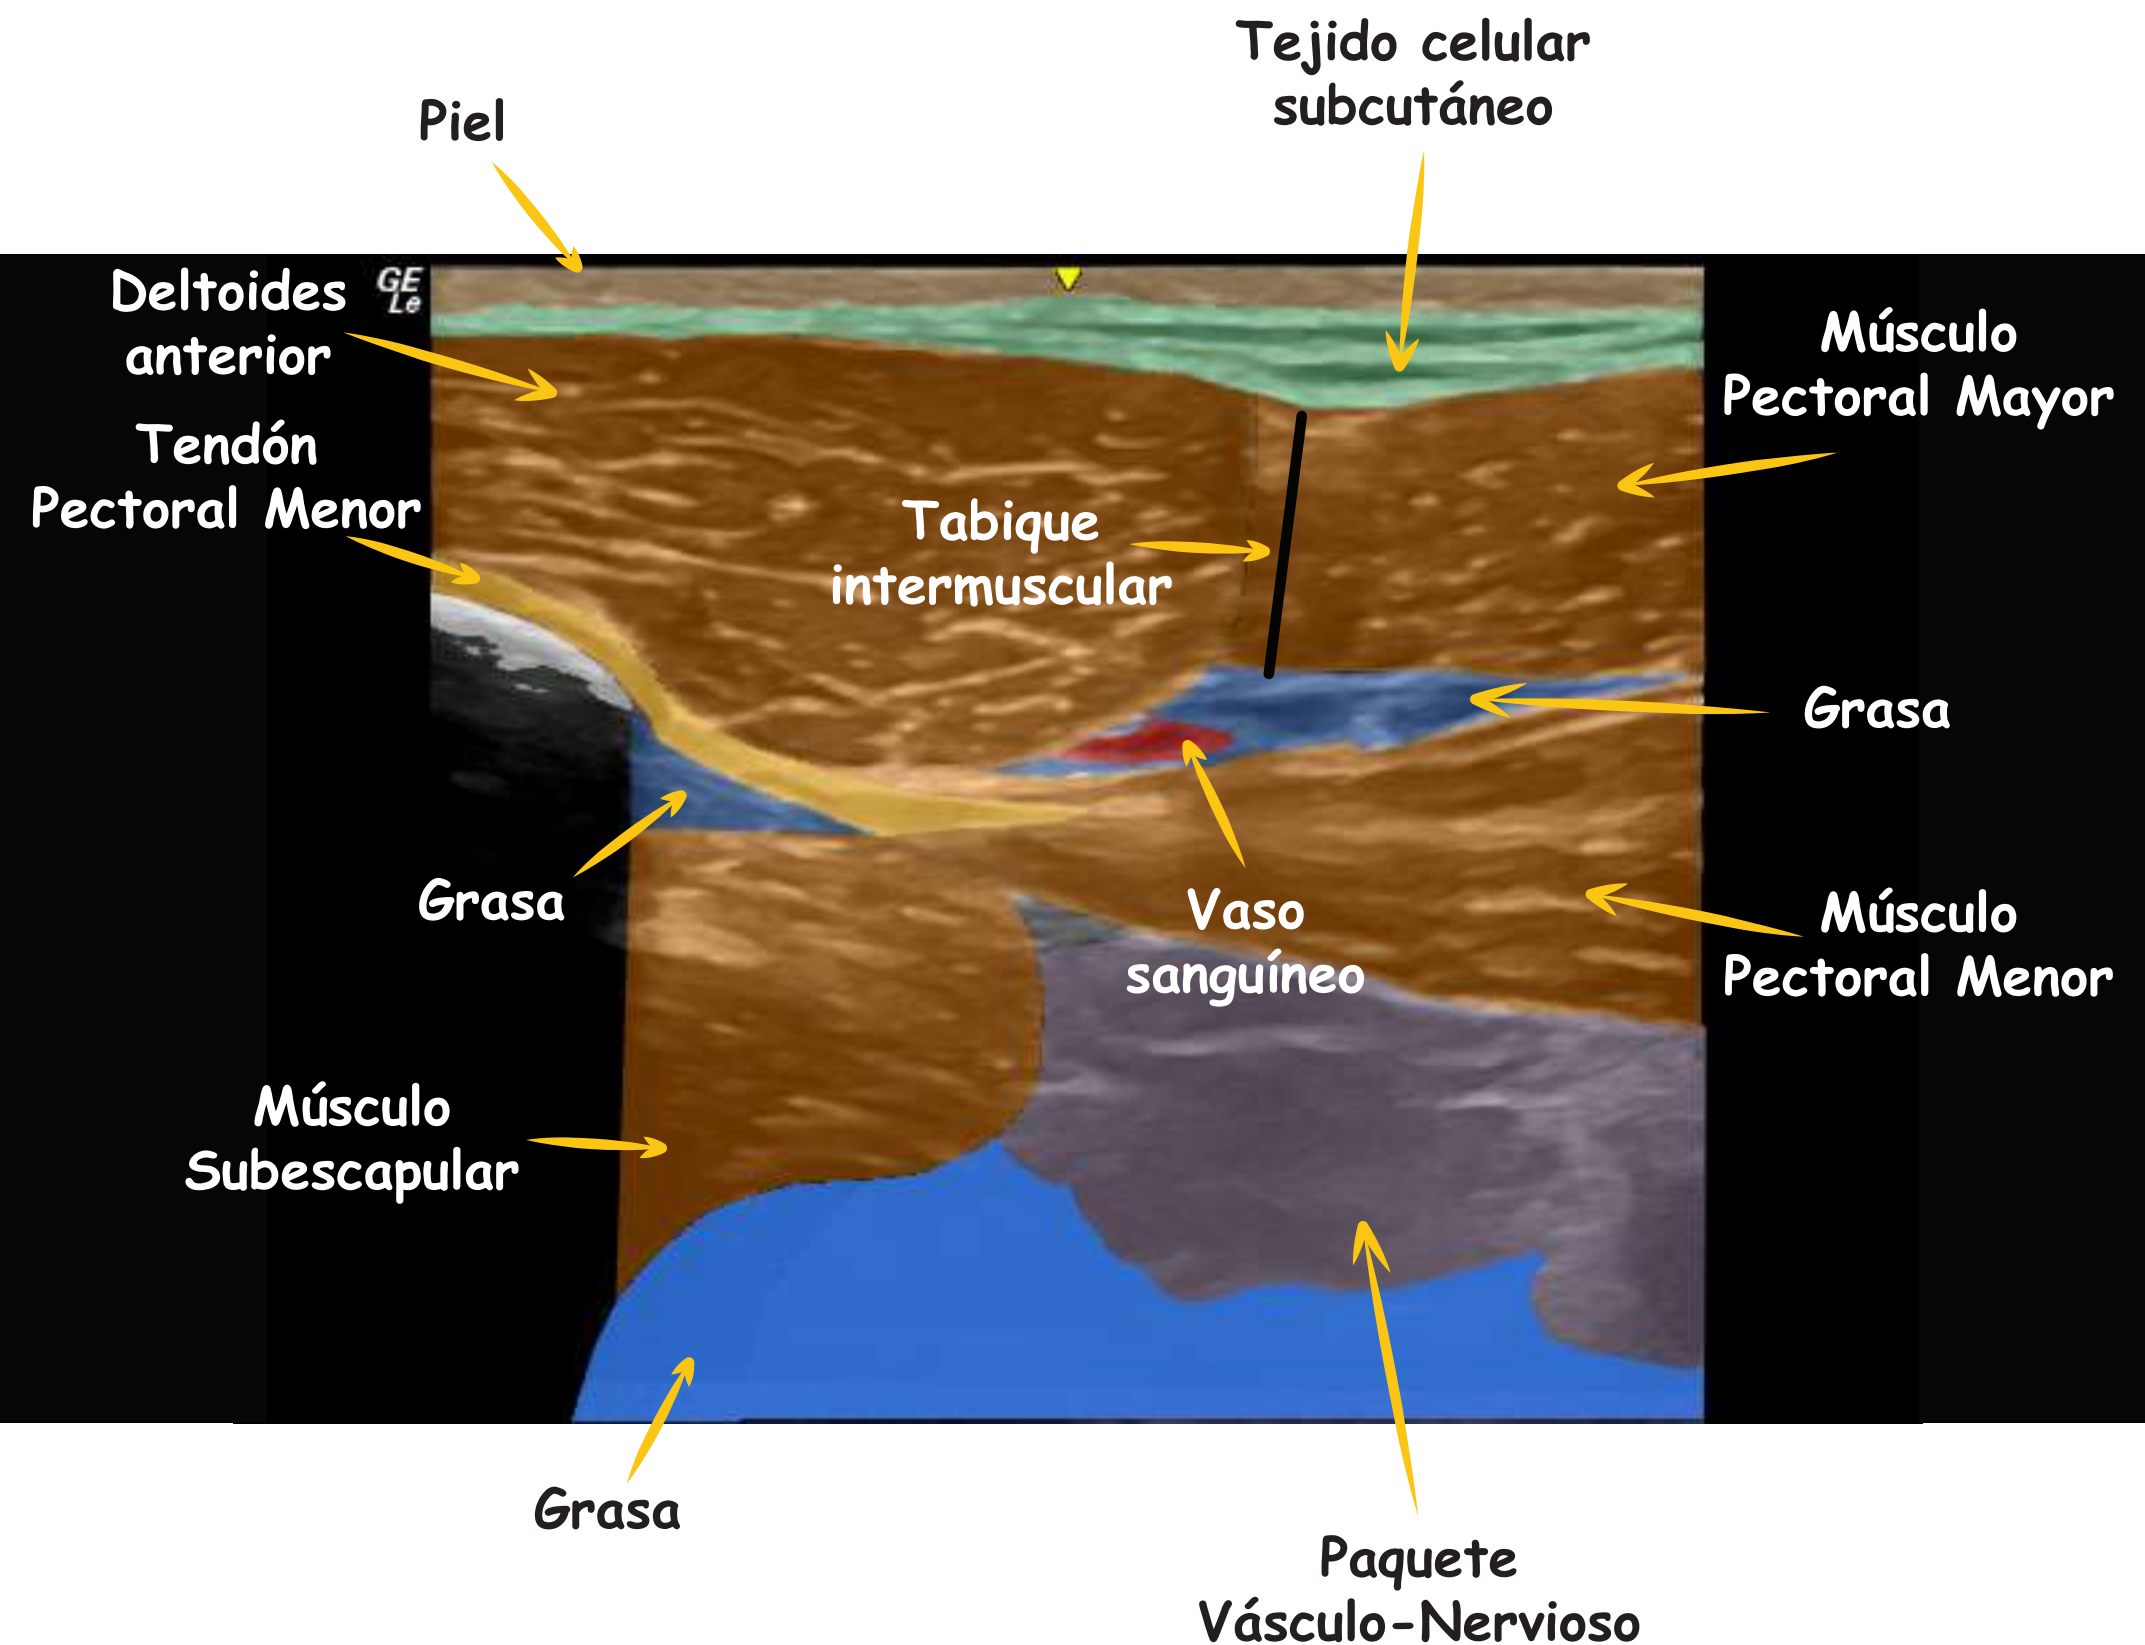 Tejido celular
subcutáneo
Piel
Deltoides
anterior
GE
Le
Músculo
Pectoral Mayor
Tendón
Pectoral Menor
Tabique
intermuscular
Grasa
Grasa
Vaso
sanguíneo
Músculo
Pectoral Menor
Músculo
Subescapular
Grasa
Paquete
Vásculo-Nervioso